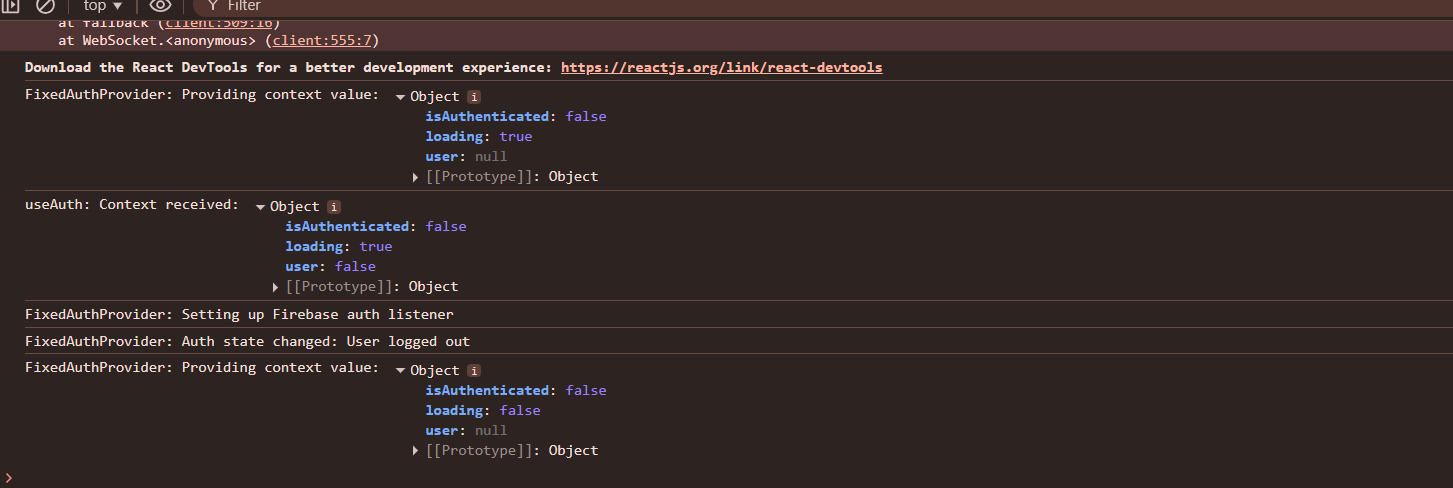 top ▼
Filter
at fallback (client:509:16)
at WebSocket.<anonymous> (client:555:7)
Download the React DevTools for a better development experience: https://reactjs.org/link/react-devtools
FixedAuthProvider: Providing context value: ▼ Object i
isAuthenticated: false
loading: true
user: null
▶ [[Prototype]]: Object
useAuth: Context received: ▼ Object i
isAuthenticated: false
loading: true
user: false
▶ [[Prototype]]: Object
FixedAuthProvider: Setting up Firebase auth listener
FixedAuthProvider: Auth state changed: User logged out
FixedAuthProvider: Providing context value: ▼ Object i
isAuthenticated: false
loading: false
user: null
▶ [[Prototype]]: Object
>